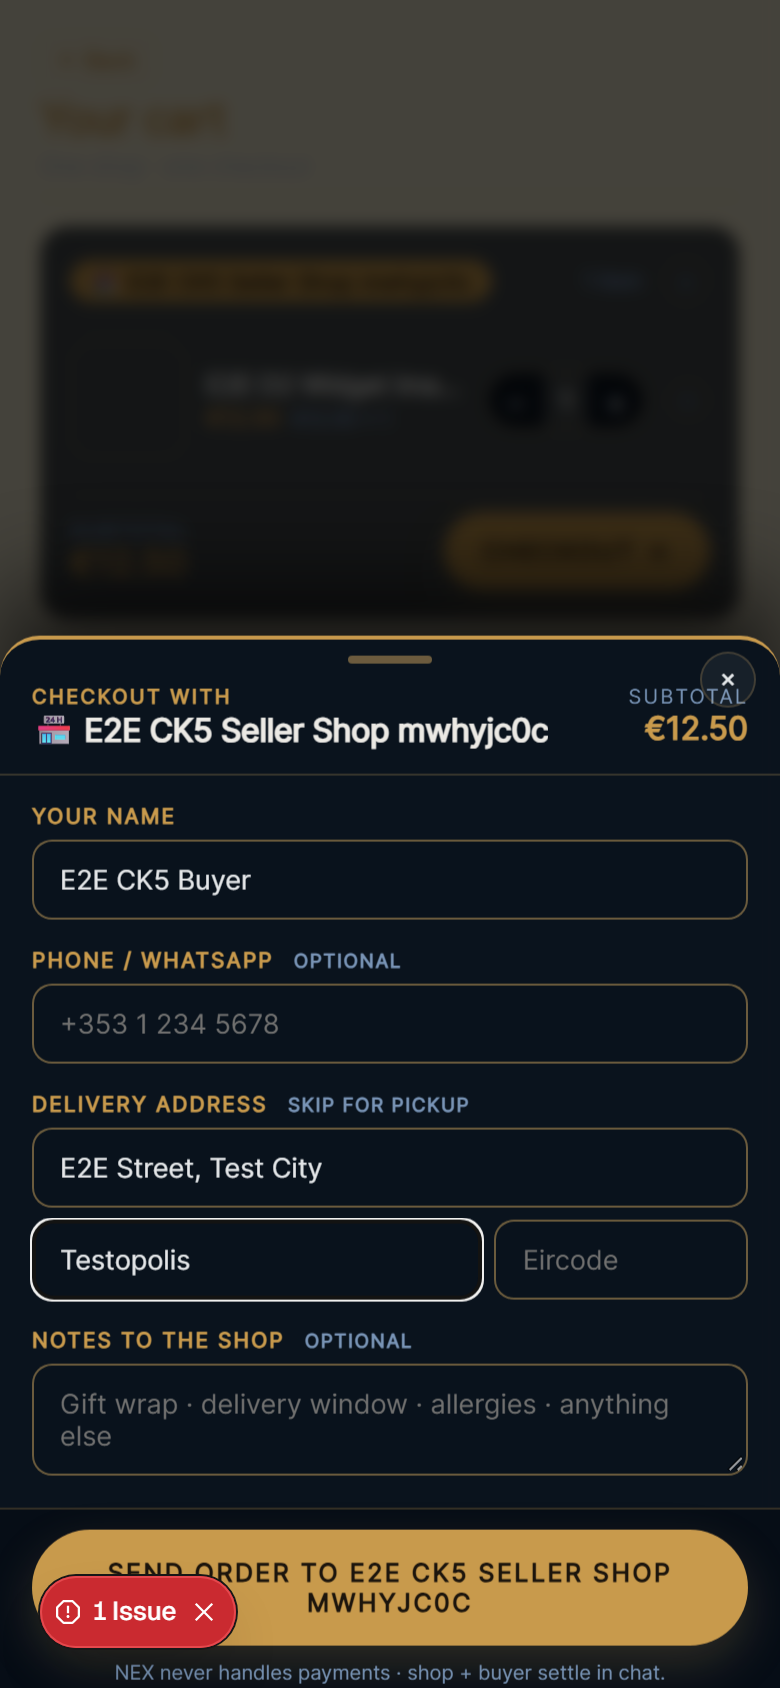 Your cart
CHECKOUT WITH
SUBTOTAL
24H
E2E CK5 Seller Shop mwhyjc0c
€12.50
YOUR NAME
E2E CK5 Buyer
PHONE / WHATSAPP OPTIONAL
+353 1 234 5678
DELIVERY ADDRESS SKIP FOR PICKUP
E2E Street, Test City
Testopolis
Eircode
NOTES TO THE SHOP OPTIONAL
Gift wrap · delivery window · allergies · anything
else
SEND ORDER TO E2E CK5 SELLER SHOP
MWHYJC0C
1 Issue
NEX never handles payments · shop + buyer settle in chat.